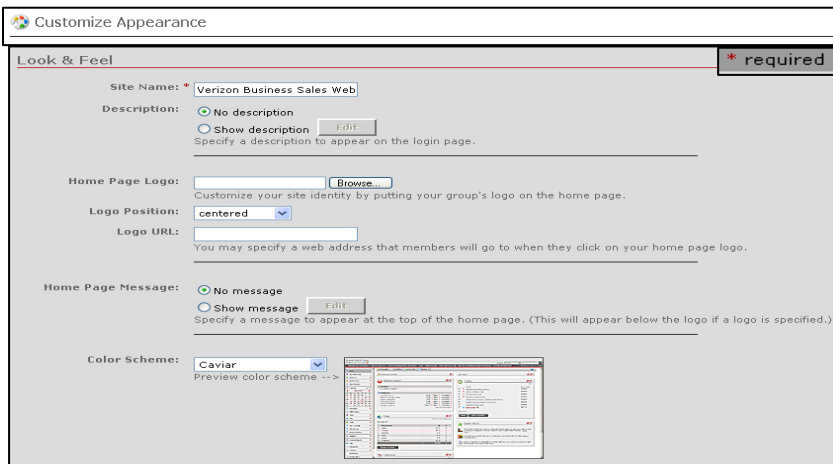 Customize Appearance
Look & Feel
* required
Site Name: * Verizon Business Sales Web
Description: No description
Show description Edit
Specify a description to appear on the login page.
Home Page Logo: Browse...
Customize your site identity by putting your group's logo on the home page.
Logo Position: centered
Logo URL:
You may specify a web address that members will go to when they click on your home page logo.
Home Page Message: No message
Show message Edit
Specify a message to appear at the top of the home page. (This will appear below the logo if a logo is specified.)
Color Scheme: Caviar
Preview color scheme -->